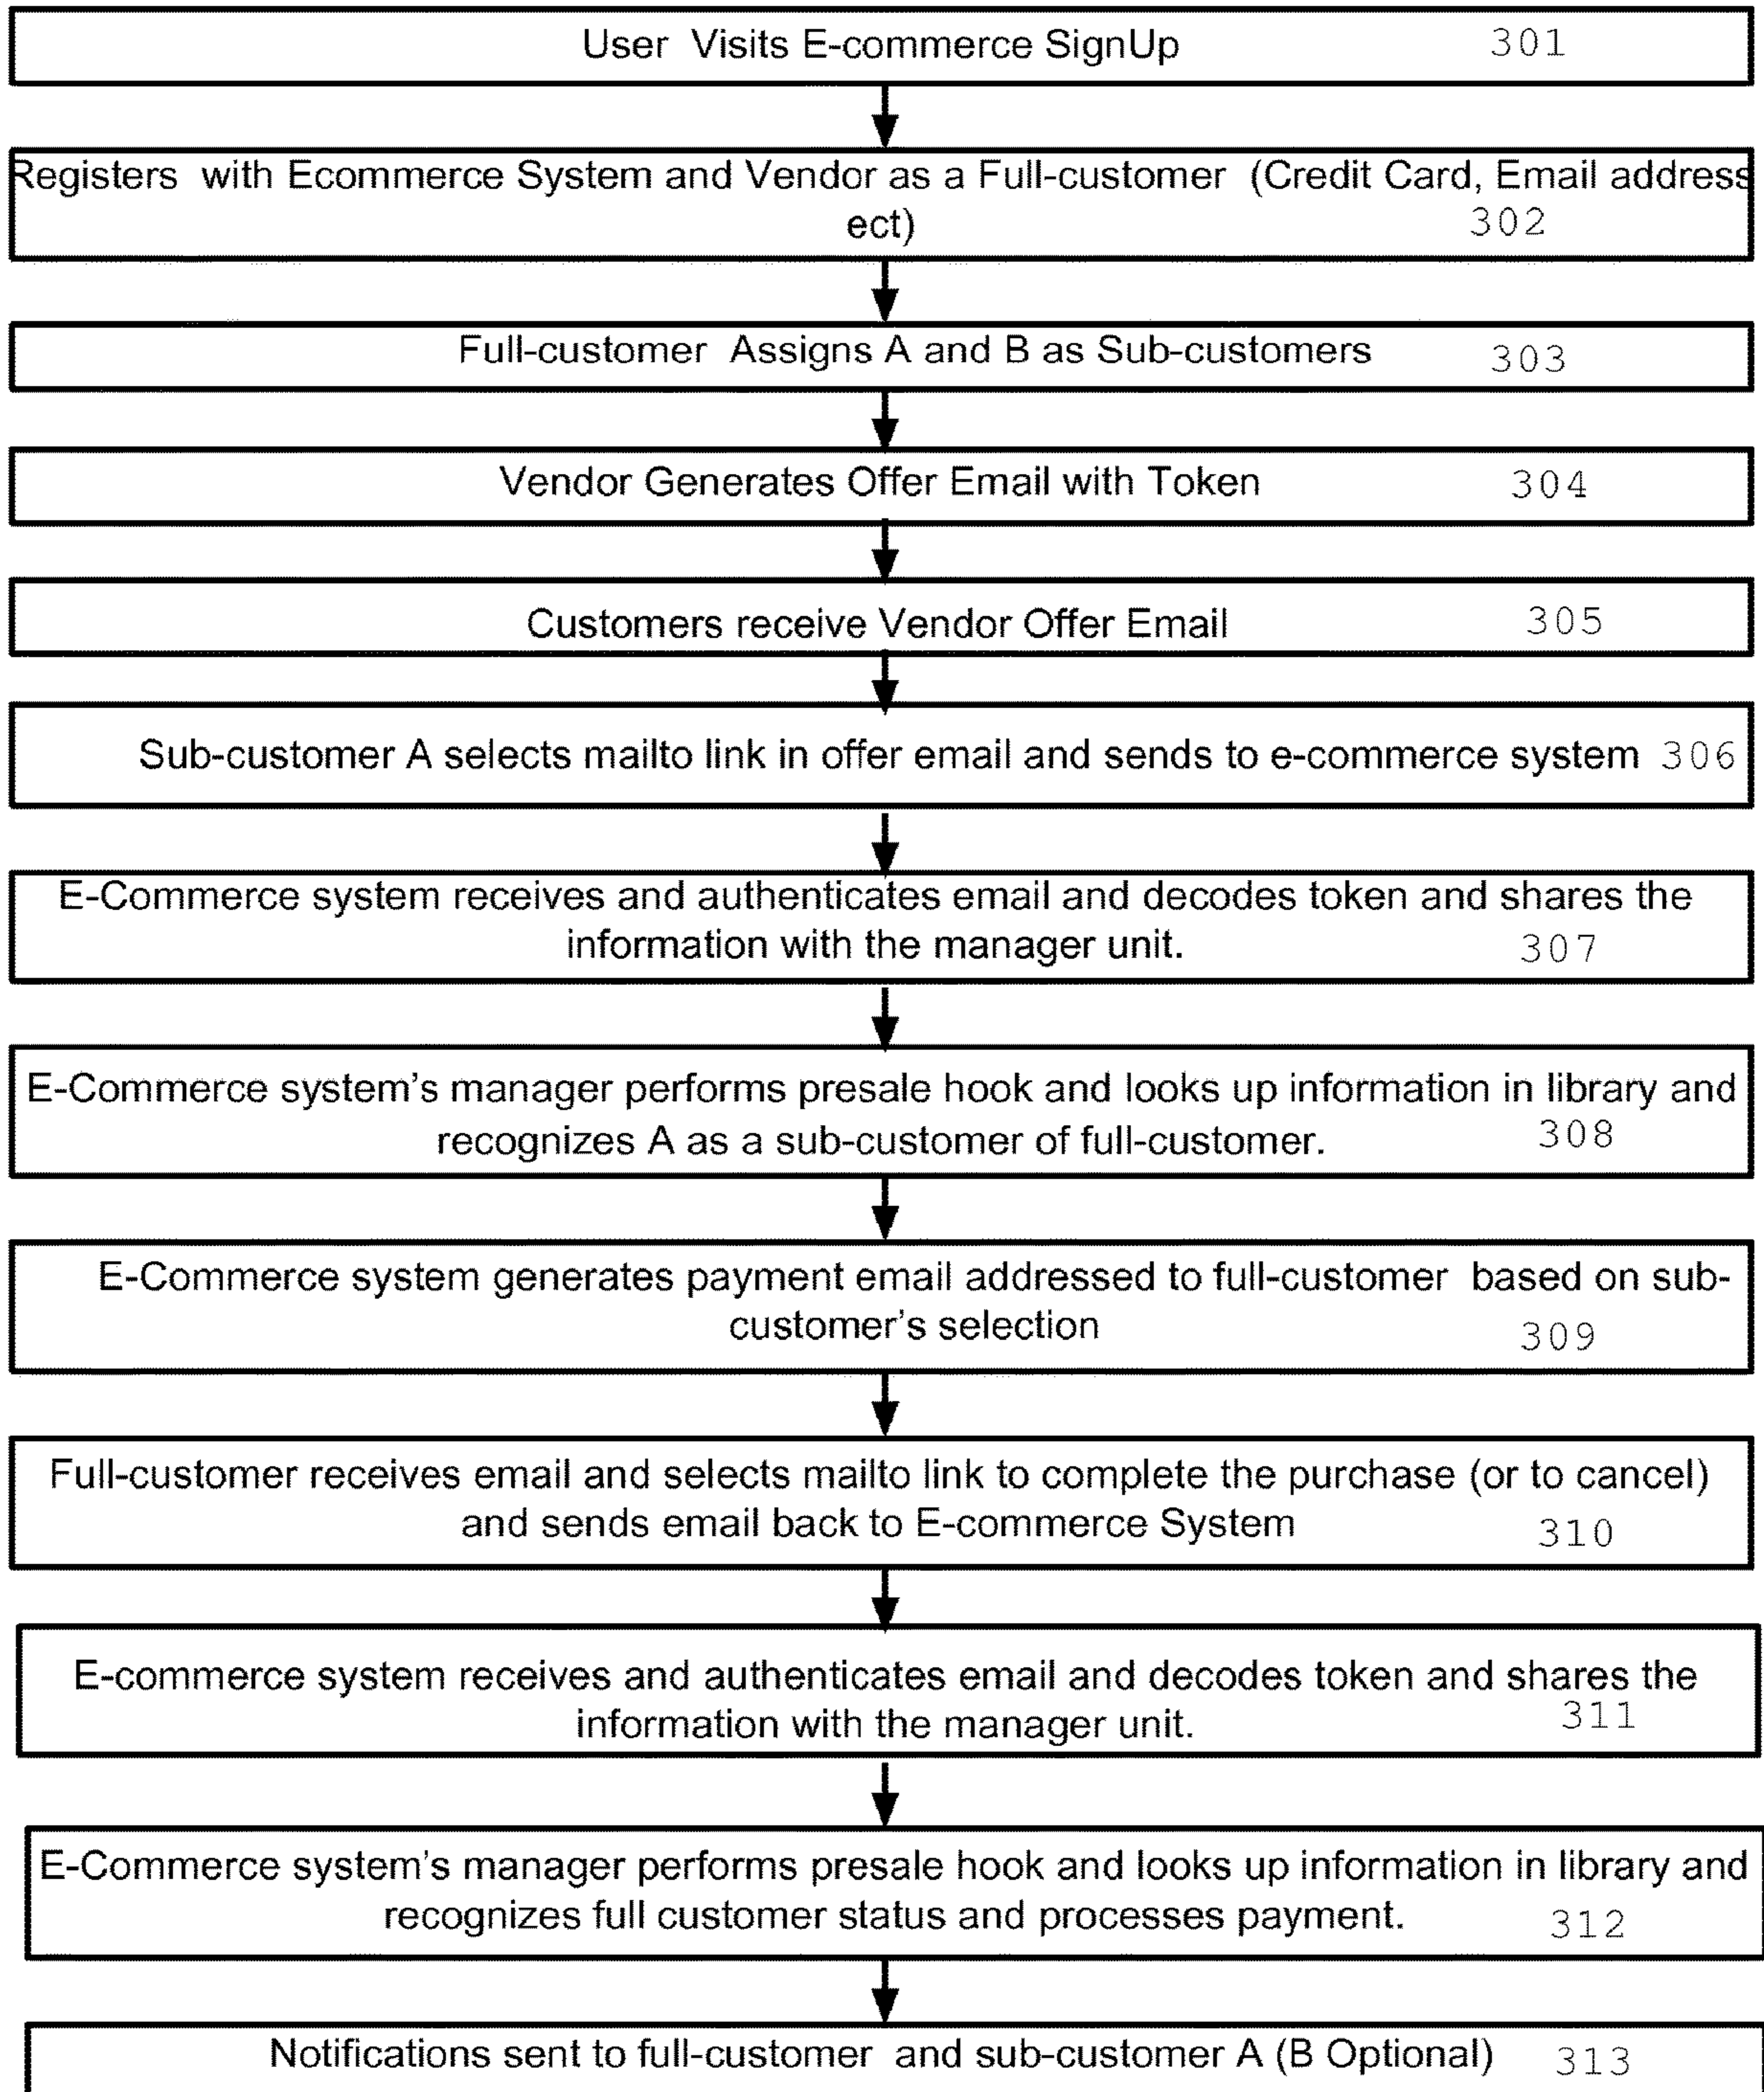 User Visits E-commerce SignUp 301
Registers with Ecommerce System and Vendor as a Full-customer (Credit Card, Email address
ect) 302
Full-customer Assigns A and B as Sub-customers 303
Vendor Generates Offer Email with Token 304
Customers receive Vendor Offer Email 305
Sub-customer A selects mailto link in offer email and sends to e-commerce system 306
E-Commerce system receives and authenticates email and decodes token and shares the
information with the manager unit. 307
E-Commerce system's manager performs presale hook and looks up information in library and
recognizes A as a sub-customer of full-customer. 308
E-Commerce system generates payment email addressed to full-customer based on sub-
customer's selection 309
Full-customer receives email and selects mailto link to complete the purchase (or to cancel)
and sends email back to E-commerce System 310
E-commerce system receives and authenticates email and decodes token and shares the
information with the manager unit. 311
E-Commerce system's manager performs presale hook and looks up information in library and
recognizes full customer status and processes payment. 312
Notifications sent to full-customer and sub-customer A (B Optional) 313